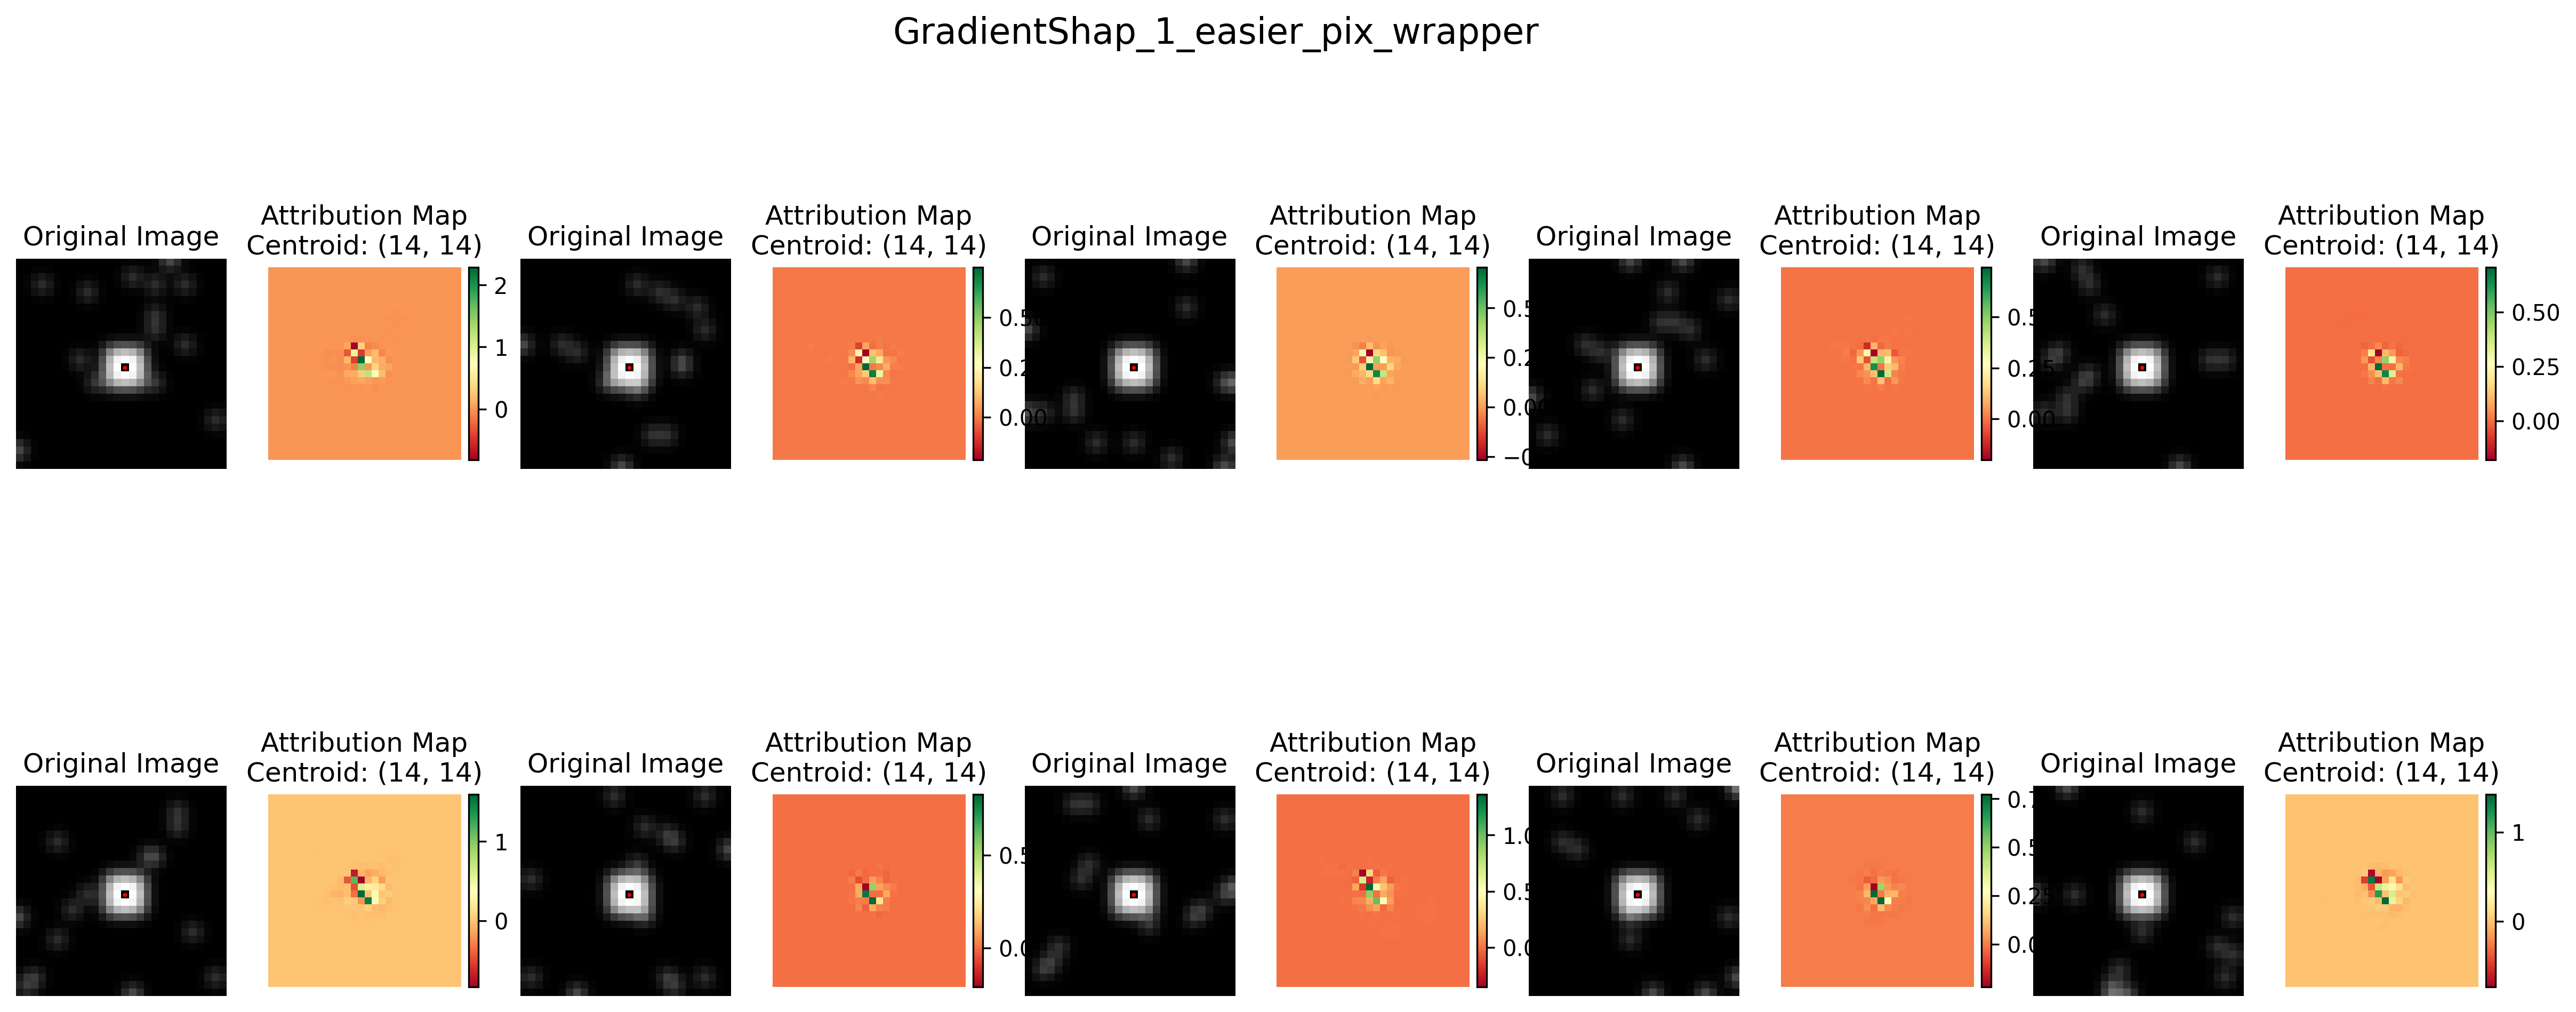 GradientShap_1_easier_pix_wrapper
Original Image
Attribution Map
Centroid: (14, 14)
2
1
0
Original Image
Attribution Map
Centroid: (14, 14)
0.00
Original Image
Attribution Map
Centroid: (14, 14)
Original Image
Attribution Map
Centroid: (14, 14)
0.00
Original Image
Attribution Map
Centroid: (14, 14)
0.50
0.25
0.00
Original Image
Attribution Map
Centroid: (14, 14)
1
0
Original Image
Attribution Map
Centroid: (14, 14)
Original Image
Attribution Map
Centroid: (14, 14)
Original Image
Attribution Map
Centroid: (14, 14)
Original Image
Attribution Map
Centroid: (14, 14)
1
0